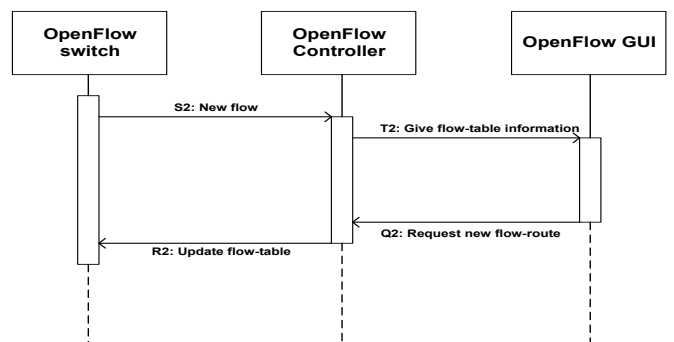 OpenFlow
switch
OpenFlow
Controller
OpenFlow GUI
S2: New flow
T2: Give flow-table information
Q2: Request new flow-route
R2: Update flow-table